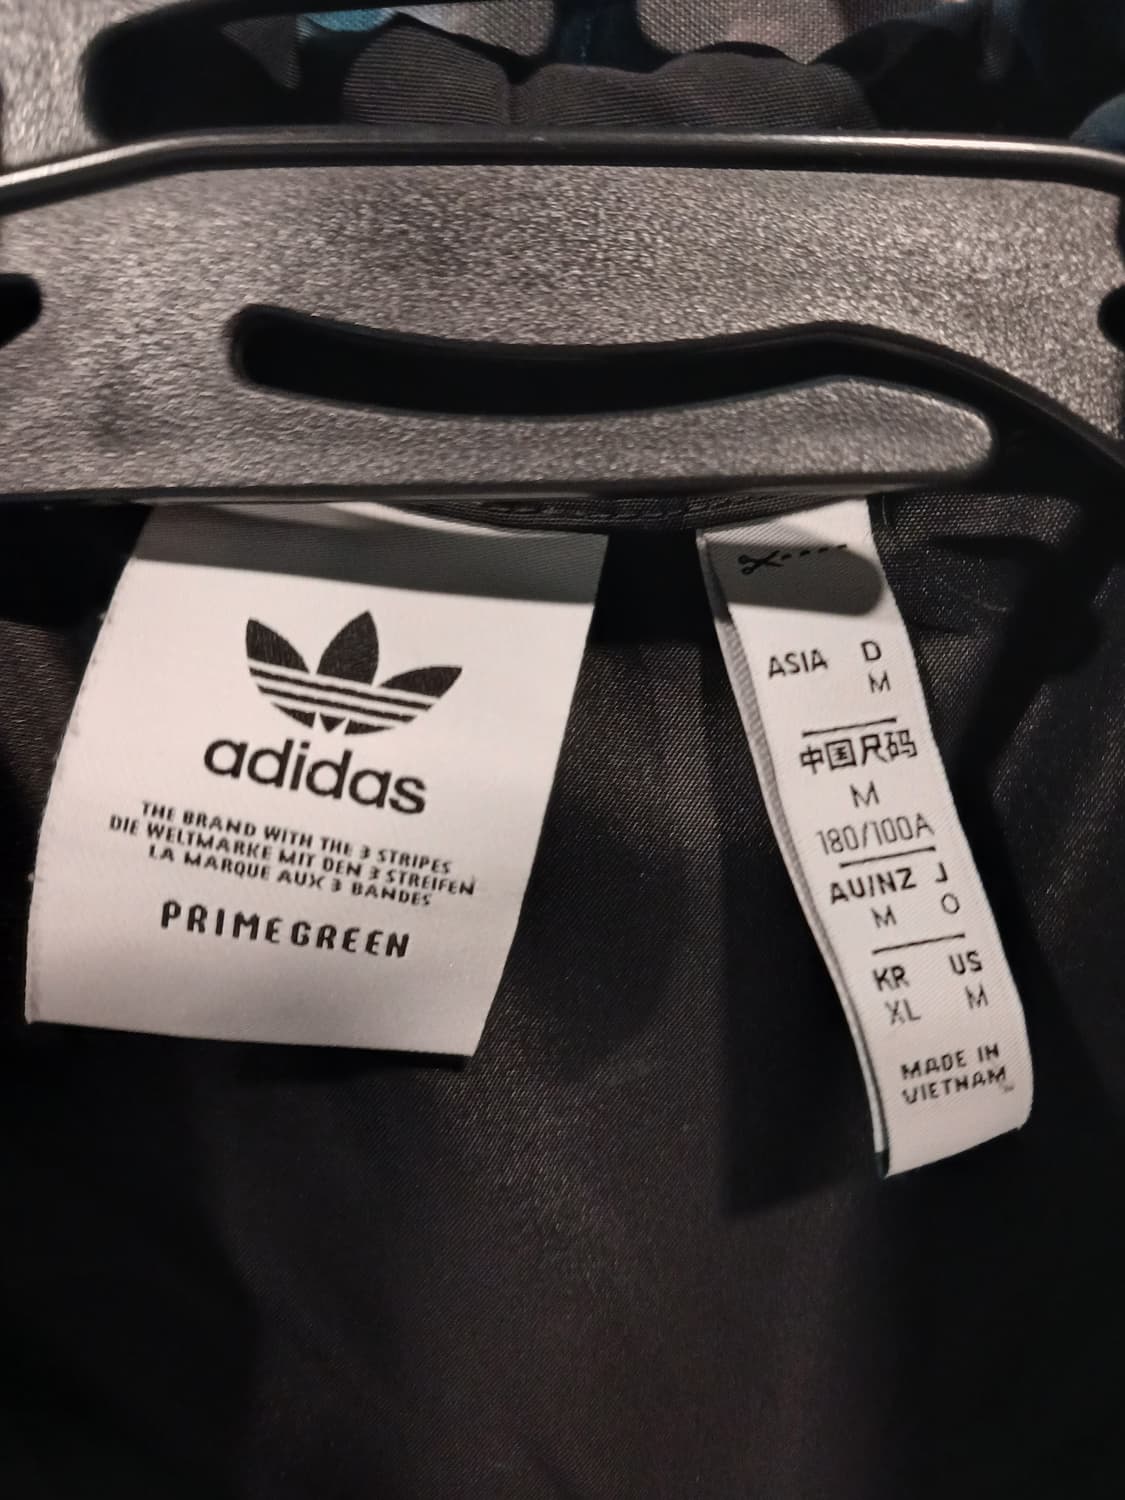 adidas
THE BRAND WITH THE 3 STRIPES
DIE WELTMARKE MIT DEN 3 STREIFEN
LA MARQUE AUX 3 BANDES
PRIMEGREEN
ASIA D
M
中国尺码
M
180/100A
AU/NZ J
M O
KR US
XL M
MADE IN
VIETNAM